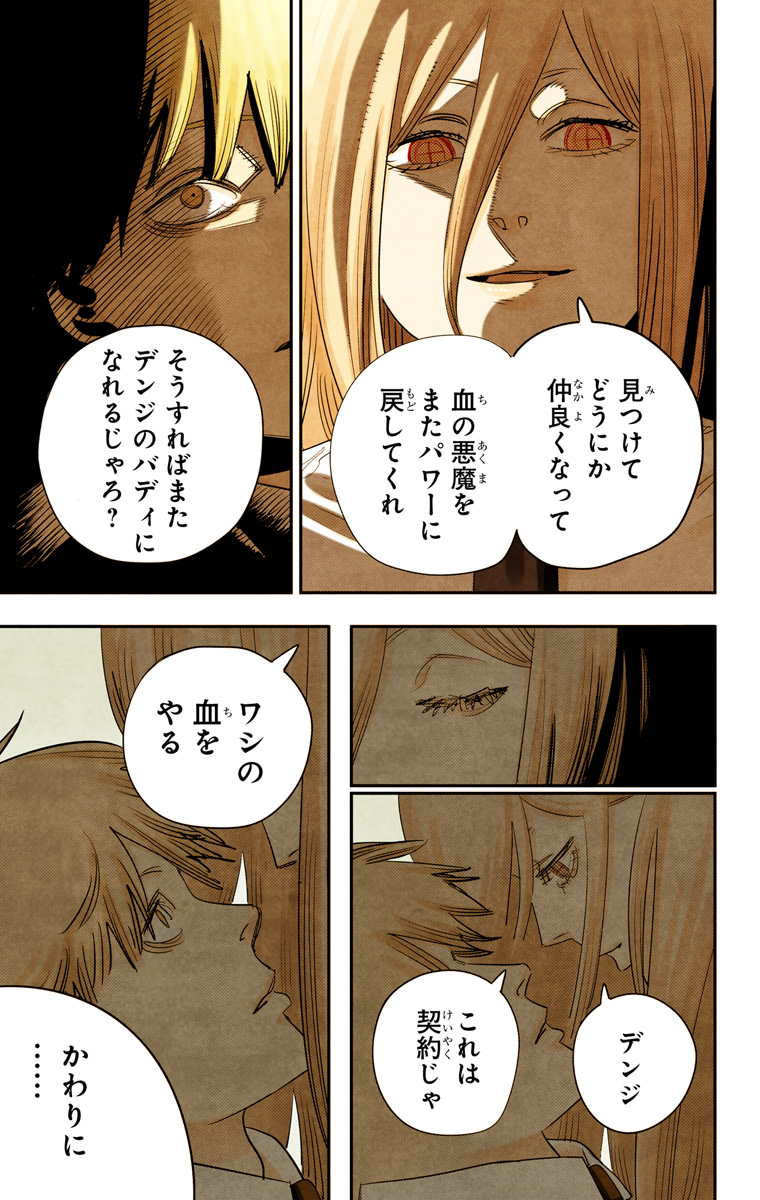 見つけて
どうにか
仲良くなって
血の悪魔を
またパワーに
戻してくれ
そうすればまた
デンジのバディに
なれるじゃろ?
デンジ
これは
契約じゃ
ワシの
血を
やる
かわりに
……